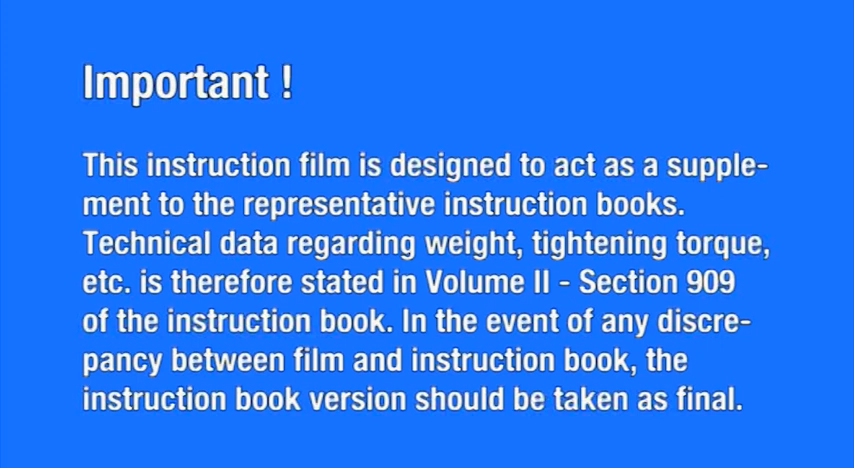 Important !
This instruction film is designed to act as a supple-
ment to the representative instruction books.
Technical data regarding weight, tightening torque,
etc. is therefore stated in Volume II - Section 909
of the instruction book. In the event of any discre-
pancy between film and instruction book, the
instruction book version should be taken as final.